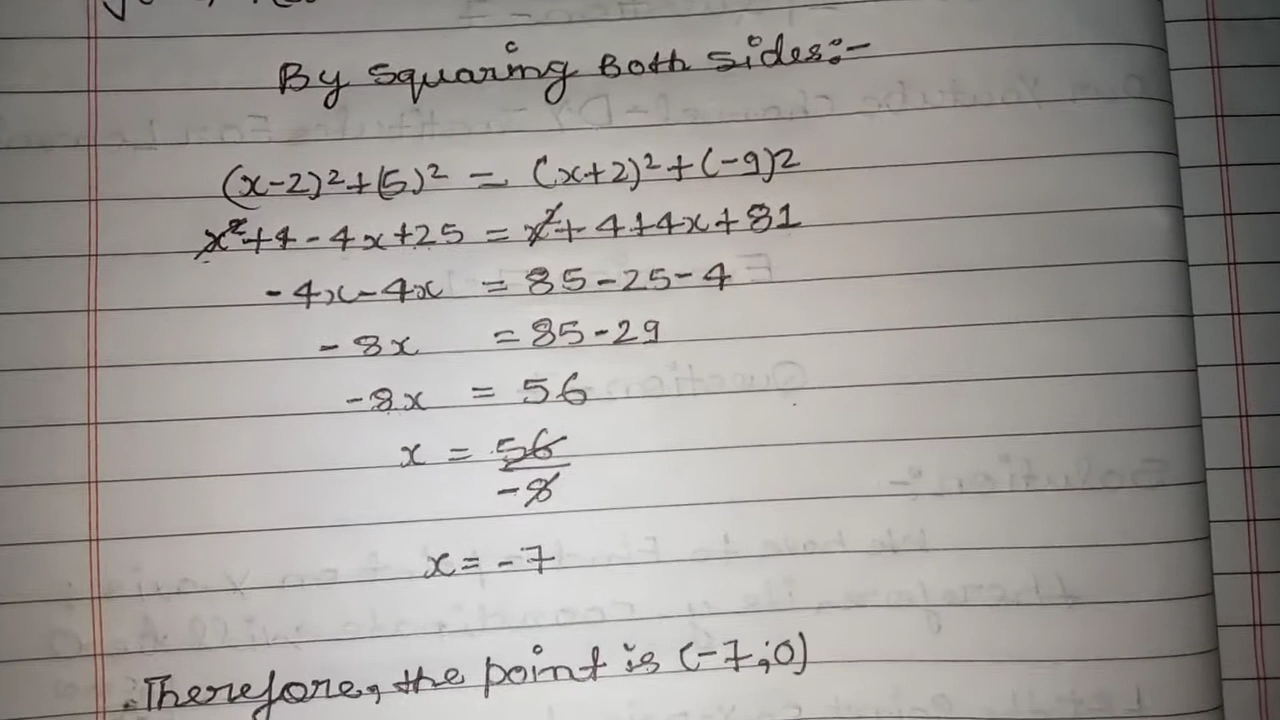 By Squaring Both sides:-
(x-2)²+(5)² = (x+2)²+(-9)2
x²+4-4x+25 = x²+4+4x+81
-4x-4x = 85-25-4
-8x = 85-29
-8x = 56
x = 56/-8
x = -7
Therefore, the point is (-7,0)